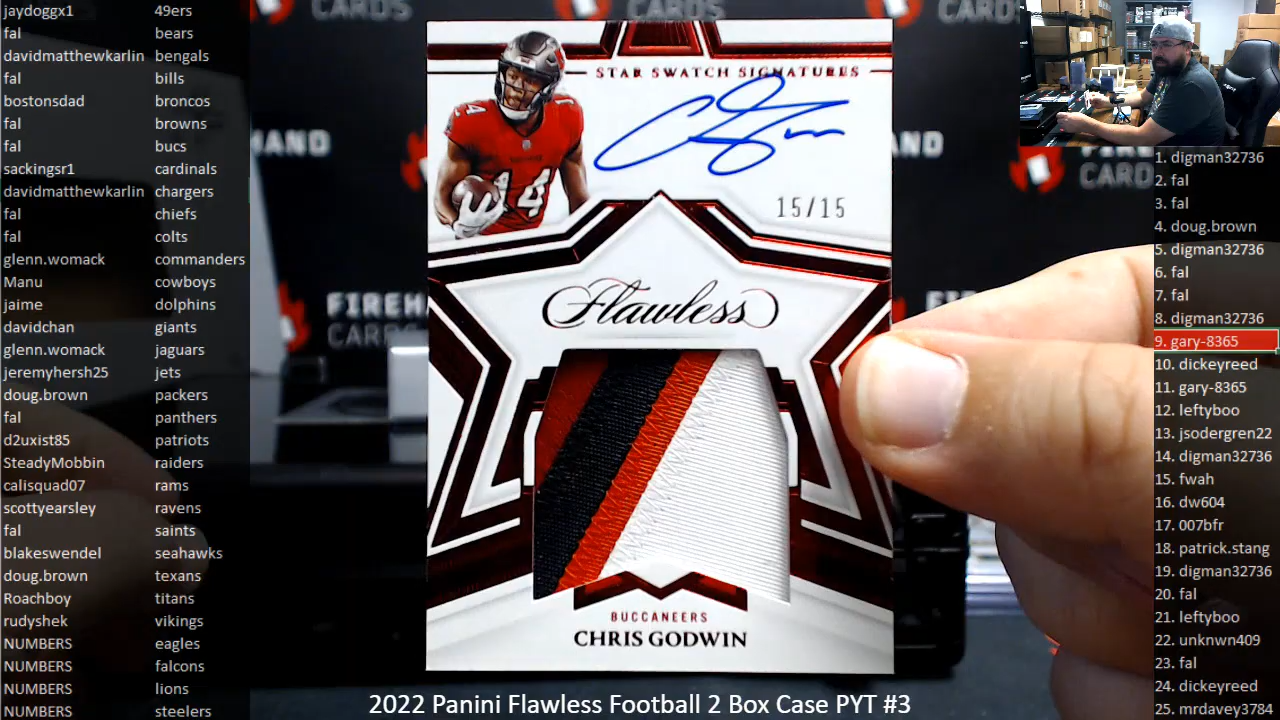 jaydoggx1 49ers
fal bears
davidmatthewkarlin bengals
fal bills
bostonsdad broncos
fal browns
fal bucs
sackingsr1 cardinals
davidmatthewkarlin chargers
fal chiefs
fal colts
glenn.womack commanders
Manu cowboys
jaime dolphins
davidchan giants
glenn.womack jaguars
jeremyhersh25 jets
doug.brown packers
fal panthers
d2uxist85 patriots
SteadyMobbin raiders
calisquad07 rams
scottyearsley ravens
fal saints
blakeswendel seahawks
doug.brown texans
Roachboy titans
rudyshek vikings
NUMBERS eagles
NUMBERS falcons
NUMBERS lions
NUMBERS steelers
CARDS
CARDS
FIREHAND
CARDS
STAR SWATCH SIGNATURES
14
15/15
Flawless
BUCCANEERS
CHRIS GODWIN
CARDS
1. digman32736
2. fal
3. fal
4. doug.brown
5. digman32736
6. fal
7. fal
8. digman32736
9. gary-8365
10. dickeyreed
11. gary-8365
12. leftyboo
13. jsodergren22
14. digman32736
15. fwah
16. dw604
17. 007bfr
18. patrick.stang
19. digman32736
20. fal
21. leftyboo
22. unknwn409
23. fal
24. dickeyreed
25. mrdavey3784
2022 Panini Flawless Football 2 Box Case PYT #3